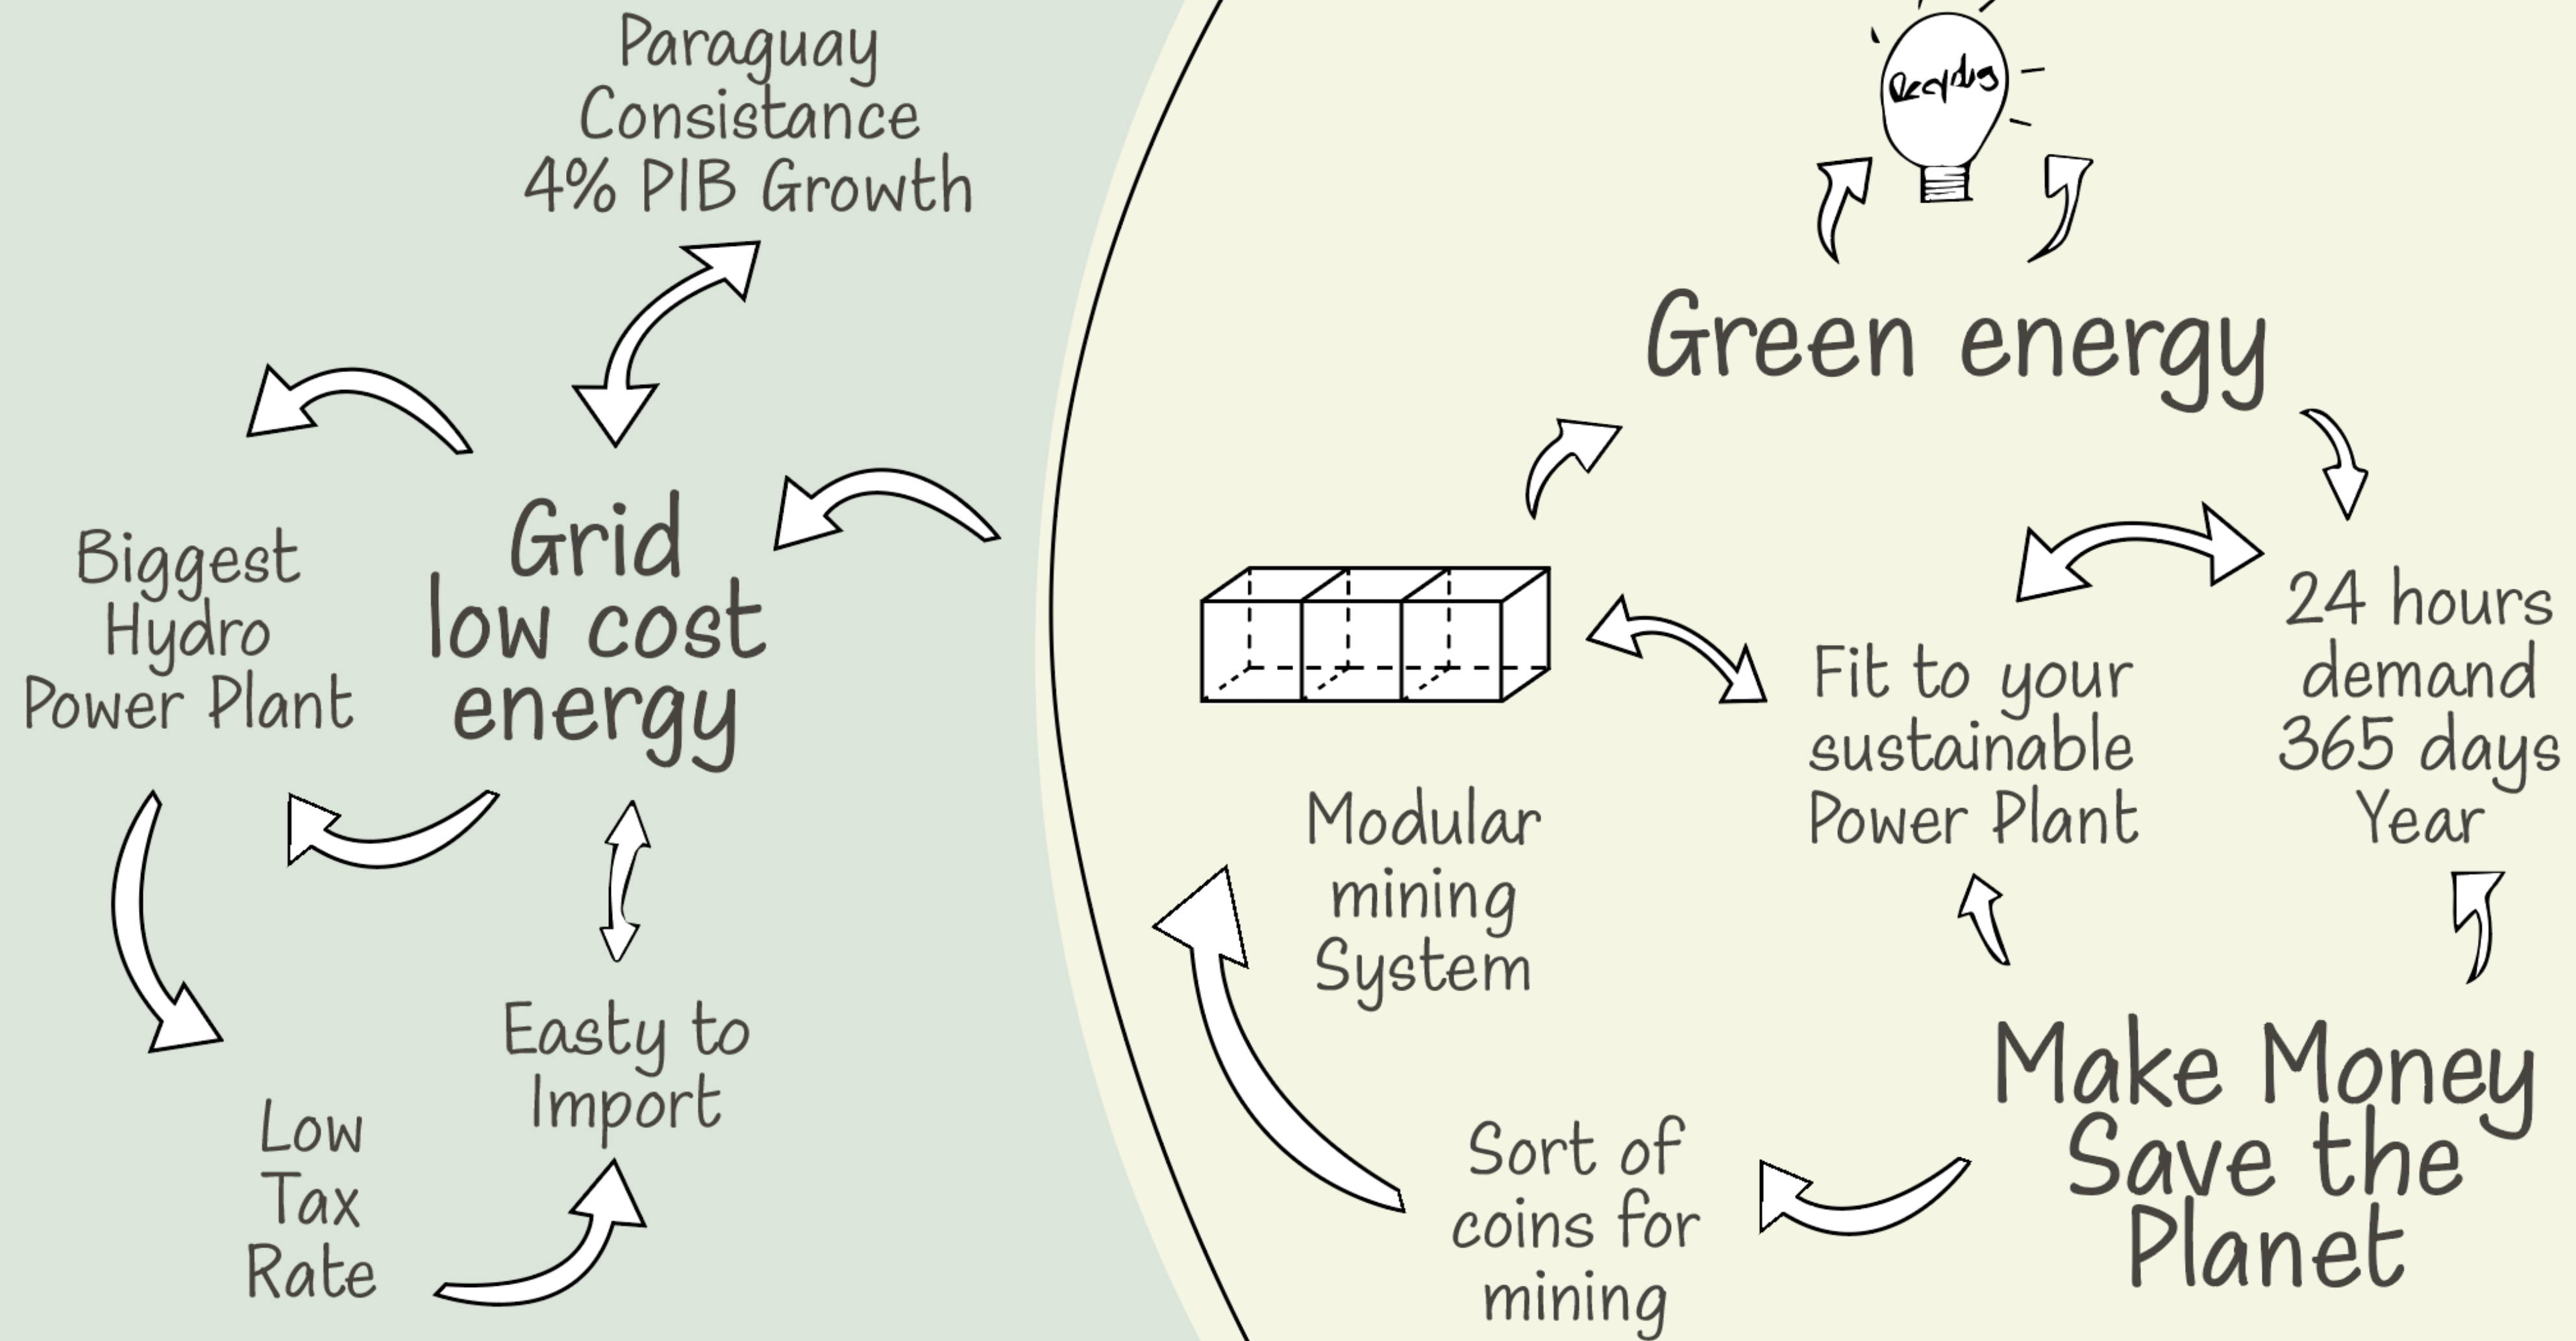 Paraguay
Consistance
4% PIB Growth
Biggest
Hydro
Power Plant
Grid
low cost
energy
Easty to
Import
Low
Tax
Rate
Recycling
Green energy
24 hours
demand
365 days
Year
Fit to your
sustainable
Power Plant
Modular
mining
System
Make Money
Save the
Planet
Sort of
coins for
mining